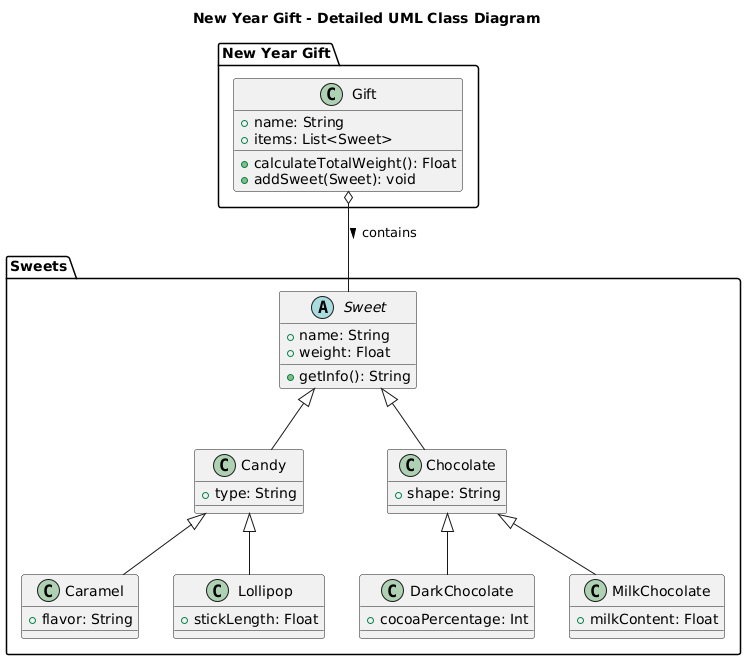 New Year Gift - Detailed UML Class Diagram
New Year Gift
C Gift
name: String
items: List<Sweet>
calculateTotalWeight(): Float
addSweet(Sweet): void
contains
Sweets
A Sweet
name: String
weight: Float
getInfo(): String
C Candy
type: String
C Chocolate
shape: String
C Caramel
flavor: String
C Lollipop
stickLength: Float
C DarkChocolate
cocoaPercentage: Int
C MilkChocolate
milkContent: Float